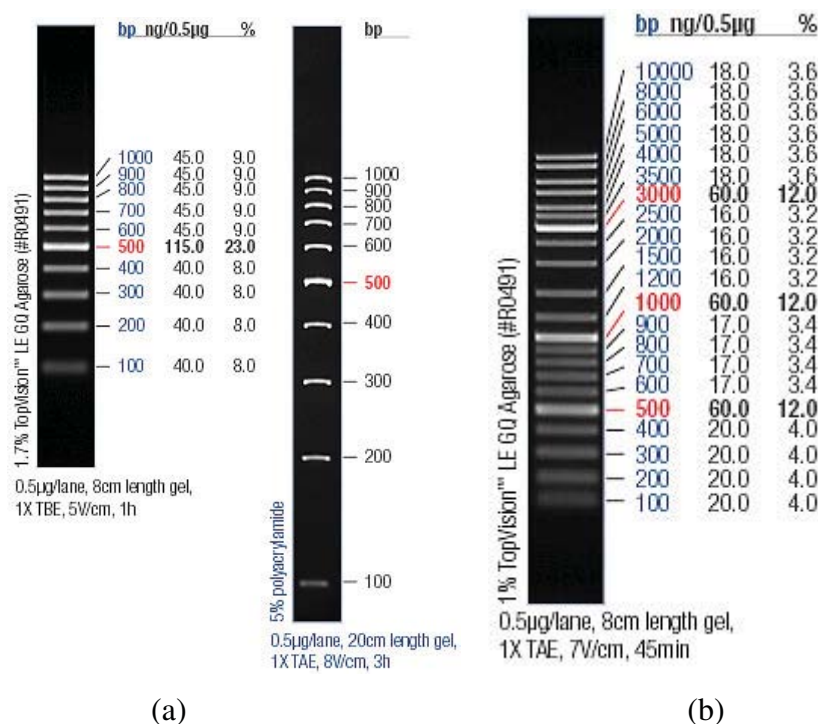 bp ng/0.5µg %
1000 45.0 9.0
900 45.0 9.0
800 45.0 9.0
700 45.0 9.0
600 45.0 9.0
500 115.0 23.0
400 40.0 8.0
300 40.0 8.0
200 40.0 8.0
100 40.0 8.0
1.7% TopVision™ LE GQ Agarose (#R0491)
0.5µg/lane, 8cm length gel,
1X TBE, 5V/cm, 1h
bp
1000
900
800
700
600
500
400
300
200
100
5% polyacrylamide
0.5µg/lane, 20cm length gel,
1X TAE, 8V/cm, 3h
(a)
bp ng/0.5µg %
10000 18.0 3.6
8000 18.0 3.6
6000 18.0 3.6
5000 18.0 3.6
4000 18.0 3.6
3500 18.0 3.6
3000 60.0 12.0
2500 16.0 3.2
2000 16.0 3.2
1500 16.0 3.2
1200 16.0 3.2
1000 60.0 12.0
900 17.0 3.4
800 17.0 3.4
700 17.0 3.4
600 17.0 3.4
500 60.0 12.0
400 20.0 4.0
300 20.0 4.0
200 20.0 4.0
100 20.0 4.0
1% TopVision™ LE GQ Agarose (#R0491)
0.5µg/lane, 8cm length gel,
1X TAE, 7V/cm, 45min
(b)